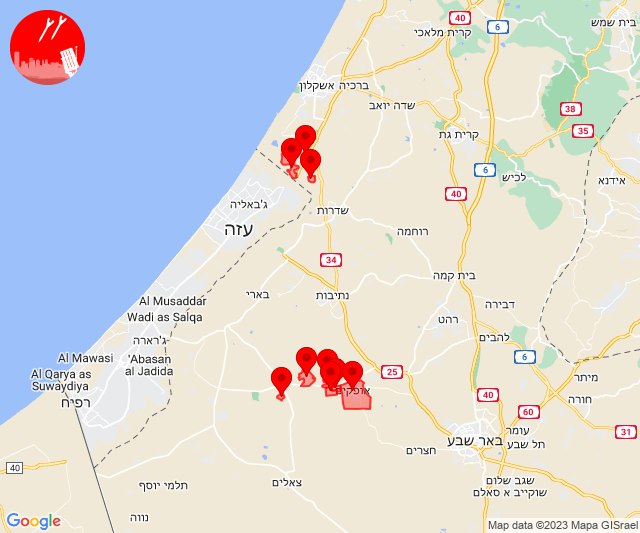 40
6
בית שמש
קרית מלאכי
ברכיה
אשקלון
שדה יואב
38
35
קרית גת
6
לכיש
אידנא
40
ג'באליה
עזה
שדרות
רוחמה
34
בית קמה
בארי
נתיבות
דבירה
רהט
להבים
Al Musaddar
Wadi as Salqa
ג'וארה
Al Mawasi
'Abasan
al Jadida
Al Qarya as
Suwaydiya
רפיח
6
25
אופקים
מיתר
חורה
40
60
31
עומר
תל שבע
באר שבע
חצרים
40
צאלים
תלמי יוסף
שגב שלום
שוקייב א סאלם
נווה
Google
Map data ©2023 Mapa GISrael